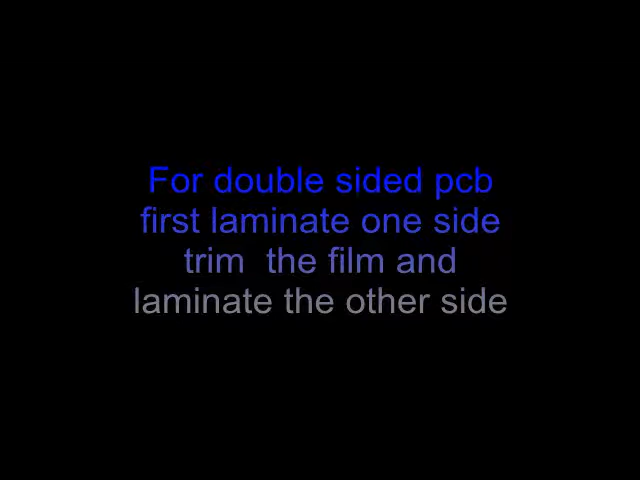 For double sided pcb
first laminate one side
trim  the film and
laminate the other side